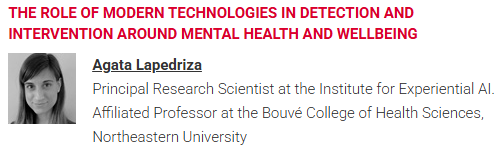 THE ROLE OF MODERN TECHNOLOGIES IN DETECTION AND
INTERVENTION AROUND MENTAL HEALTH AND WELLBEING
Agata Lapedriza
Principal Research Scientist at the Institute for Experiential AI.
Affiliated Professor at the Bouvé College of Health Sciences,
Northeastern University